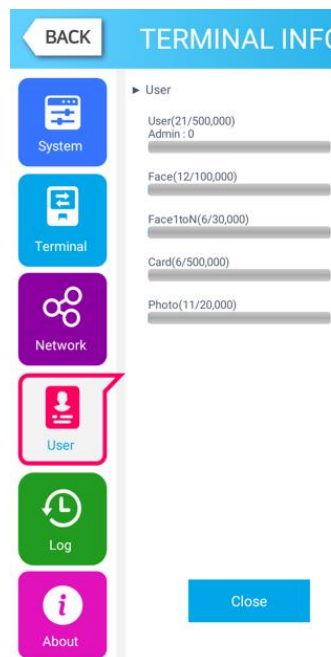 BACK
TERMINAL INFO
System
Terminal
Network
User
Log
About
► User
User(21/500,000)
Admin : 0
Face(12/100,000)
Face1toN(6/30,000)
Card(6/500,000)
Photo(11/20,000)
Close